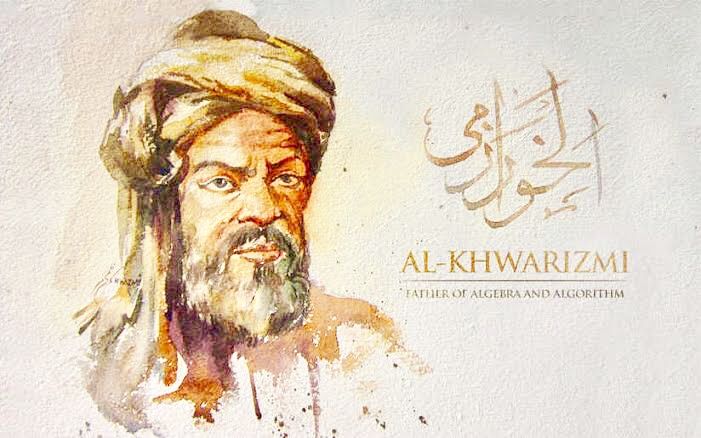 الخوارزمي
AL-KHWARIZMI
FATHER OF ALGEBRA AND ALGORITHM